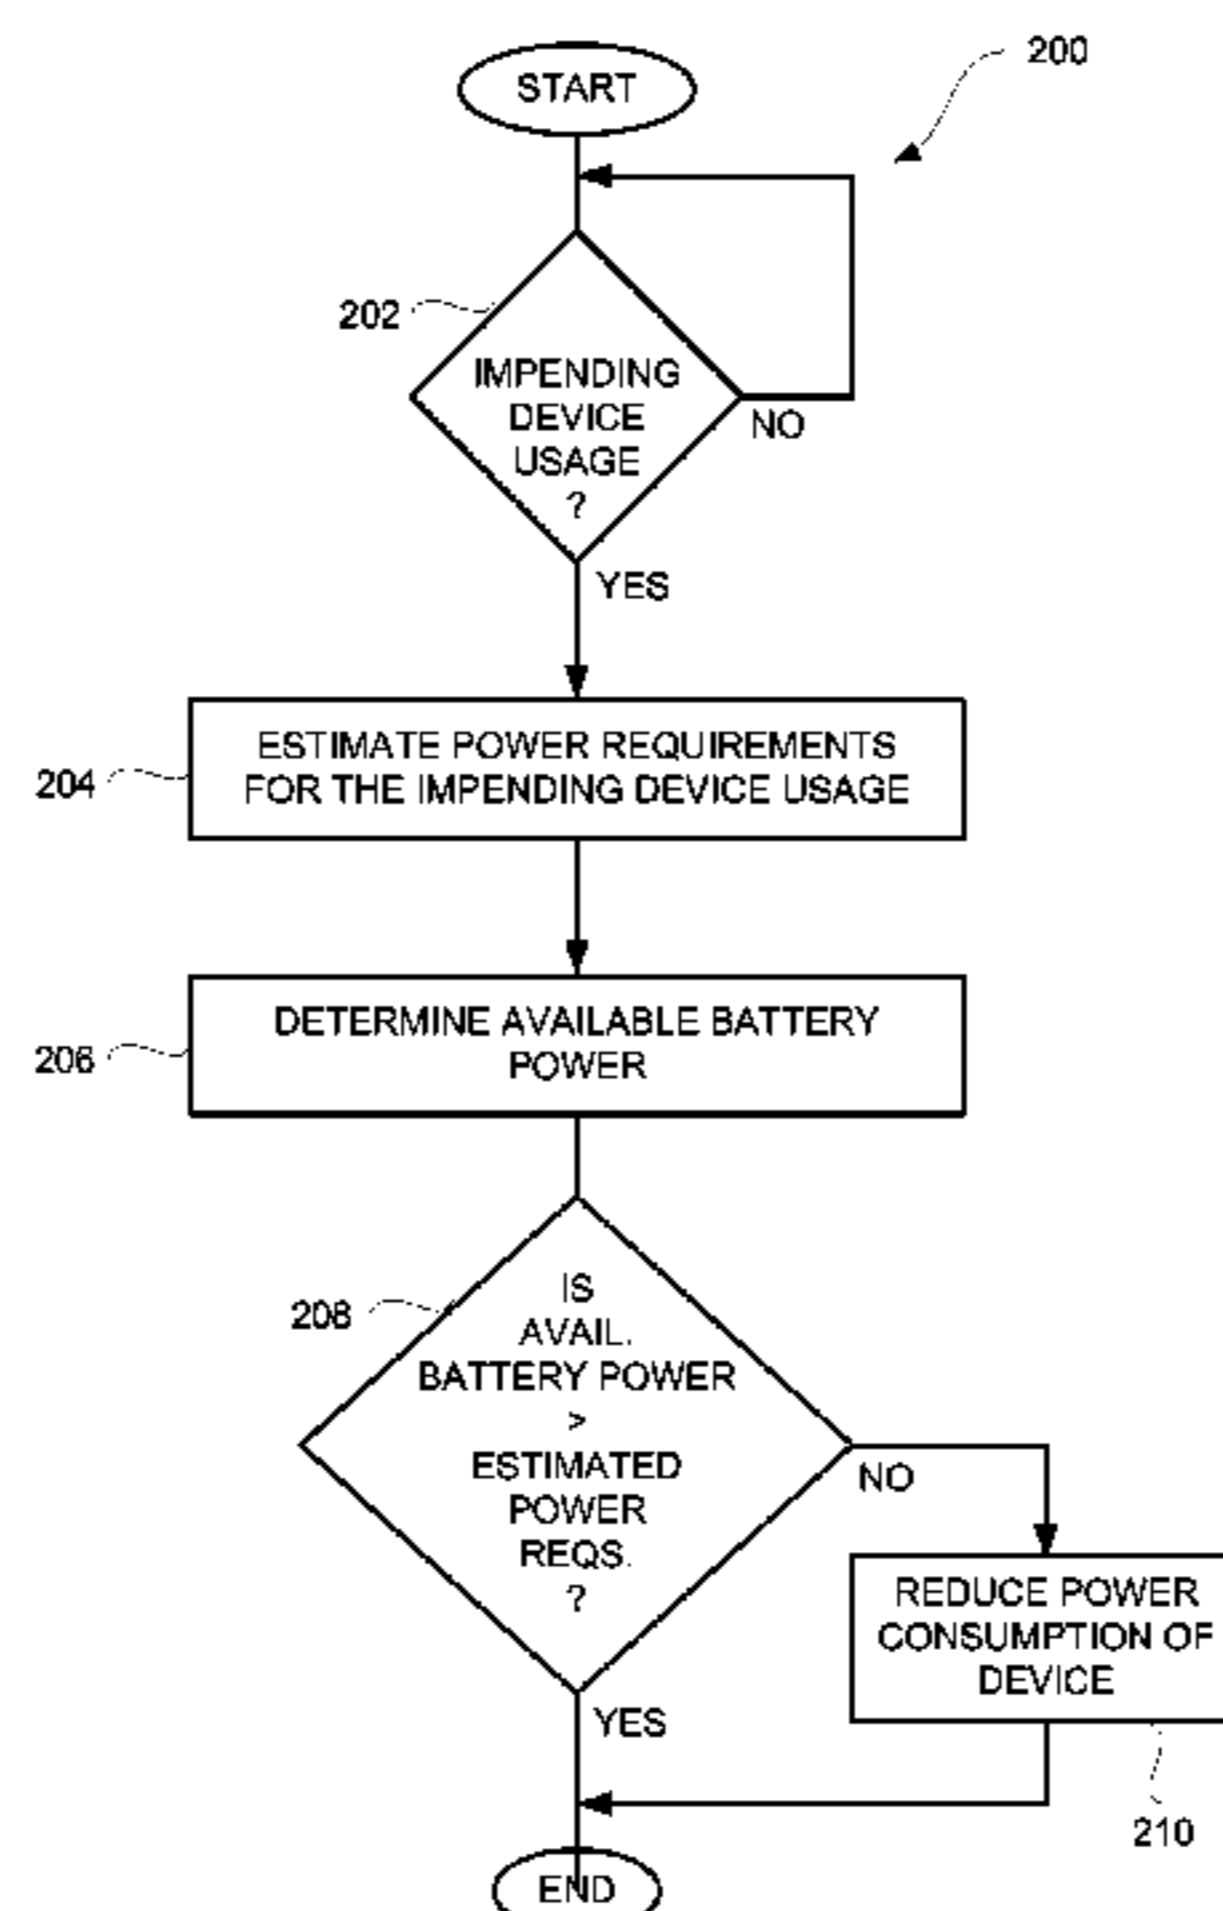 START
200
202
IMPENDING
DEVICE
USAGE
?
NO
YES
204
ESTIMATE POWER REQUIREMENTS
FOR THE IMPENDING DEVICE USAGE
206
DETERMINE AVAILABLE BATTERY
POWER
208
IS
AVAIL.
BATTERY POWER
>
ESTIMATED
POWER
REQS.
?
NO
YES
REDUCE POWER
CONSUMPTION OF
DEVICE
210
END